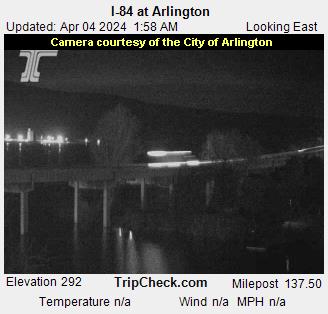 I-84 at Arlington
Updated: Apr 04 2024 1:58 AM Looking East
Camera courtesy of the City of Arlington
Elevation 292 TripCheck.com Milepost 137.50
Temperature n/a Wind n/a MPH n/a